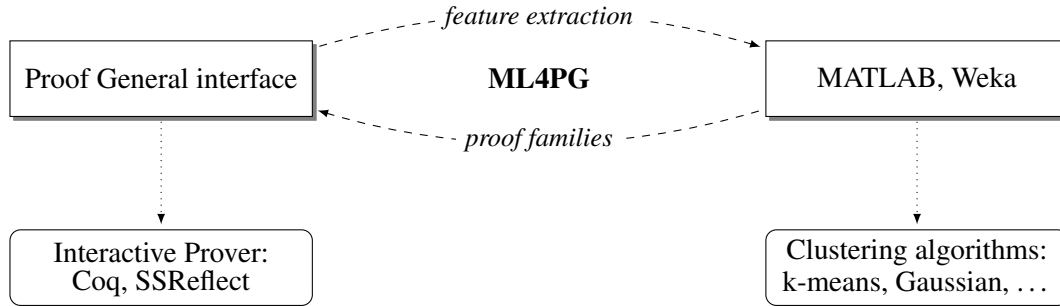 feature extraction
Proof General interface
ML4PG
MATLAB, Weka
proof families
Interactive Prover:
Coq, SSReflect
Clustering algorithms:
k-means, Gaussian, ...